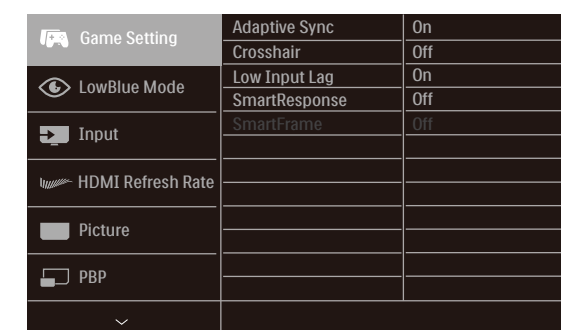 Game Setting
LowBlue Mode
Input
HDMI Refresh Rate
Picture
PBP
Adaptive Sync On
Crosshair Off
Low Input Lag On
SmartResponse Off
SmartFrame Off